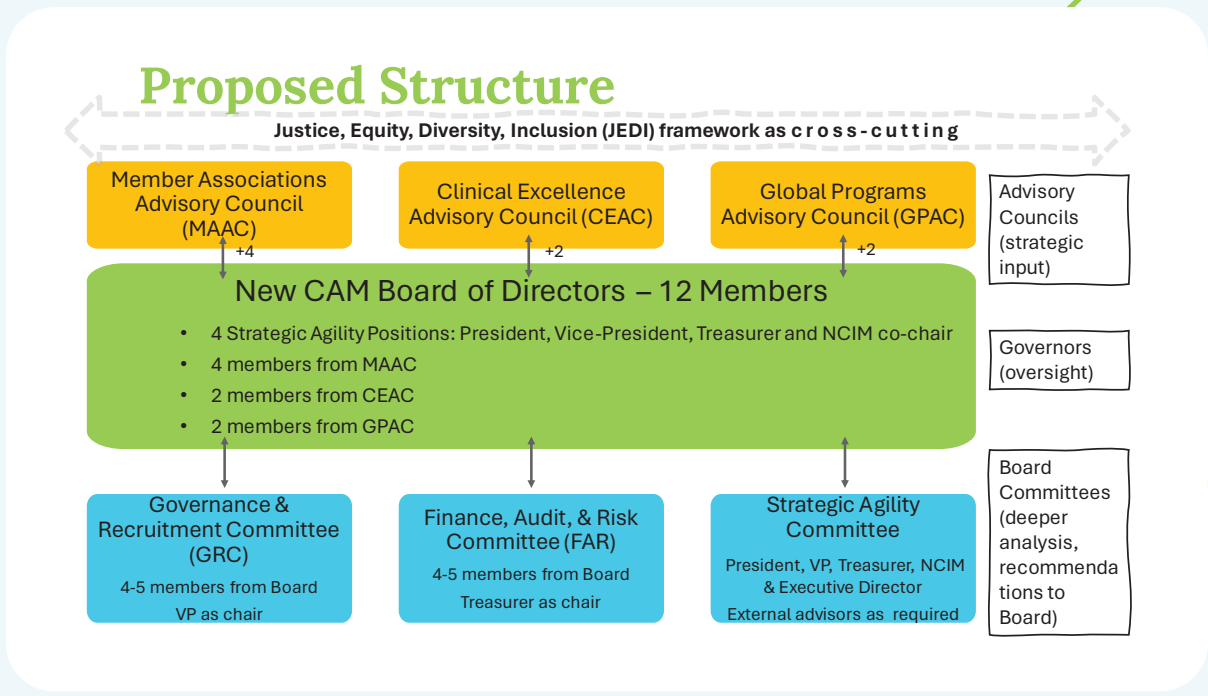 Proposed Structure
Justice, Equity, Diversity, Inclusion (JEDI) framework as cross-cutting
Member Associations
Advisory Council
(MAAC)
Clinical Excellence
Advisory Council (CEAC)
Global Programs
Advisory Council (GPAC)
Advisory
Councils
(strategic
input)
+4
+2
+2
New CAM Board of Directors – 12 Members
• 4 Strategic Agility Positions: President, Vice-President, Treasurer and NCIM co-chair
• 4 members from MAAC
• 2 members from CEAC
• 2 members from GPAC
Governors
(oversight)
Governance &
Recruitment Committee
(GRC)
4-5 members from Board
VP as chair
Finance, Audit, & Risk
Committee (FAR)
4-5 members from Board
Treasurer as chair
Strategic Agility
Committee
President, VP, Treasurer, NCIM
& Executive Director
External advisors as required
Board
Committees
(deeper
analysis,
recommenda
tions to
Board)